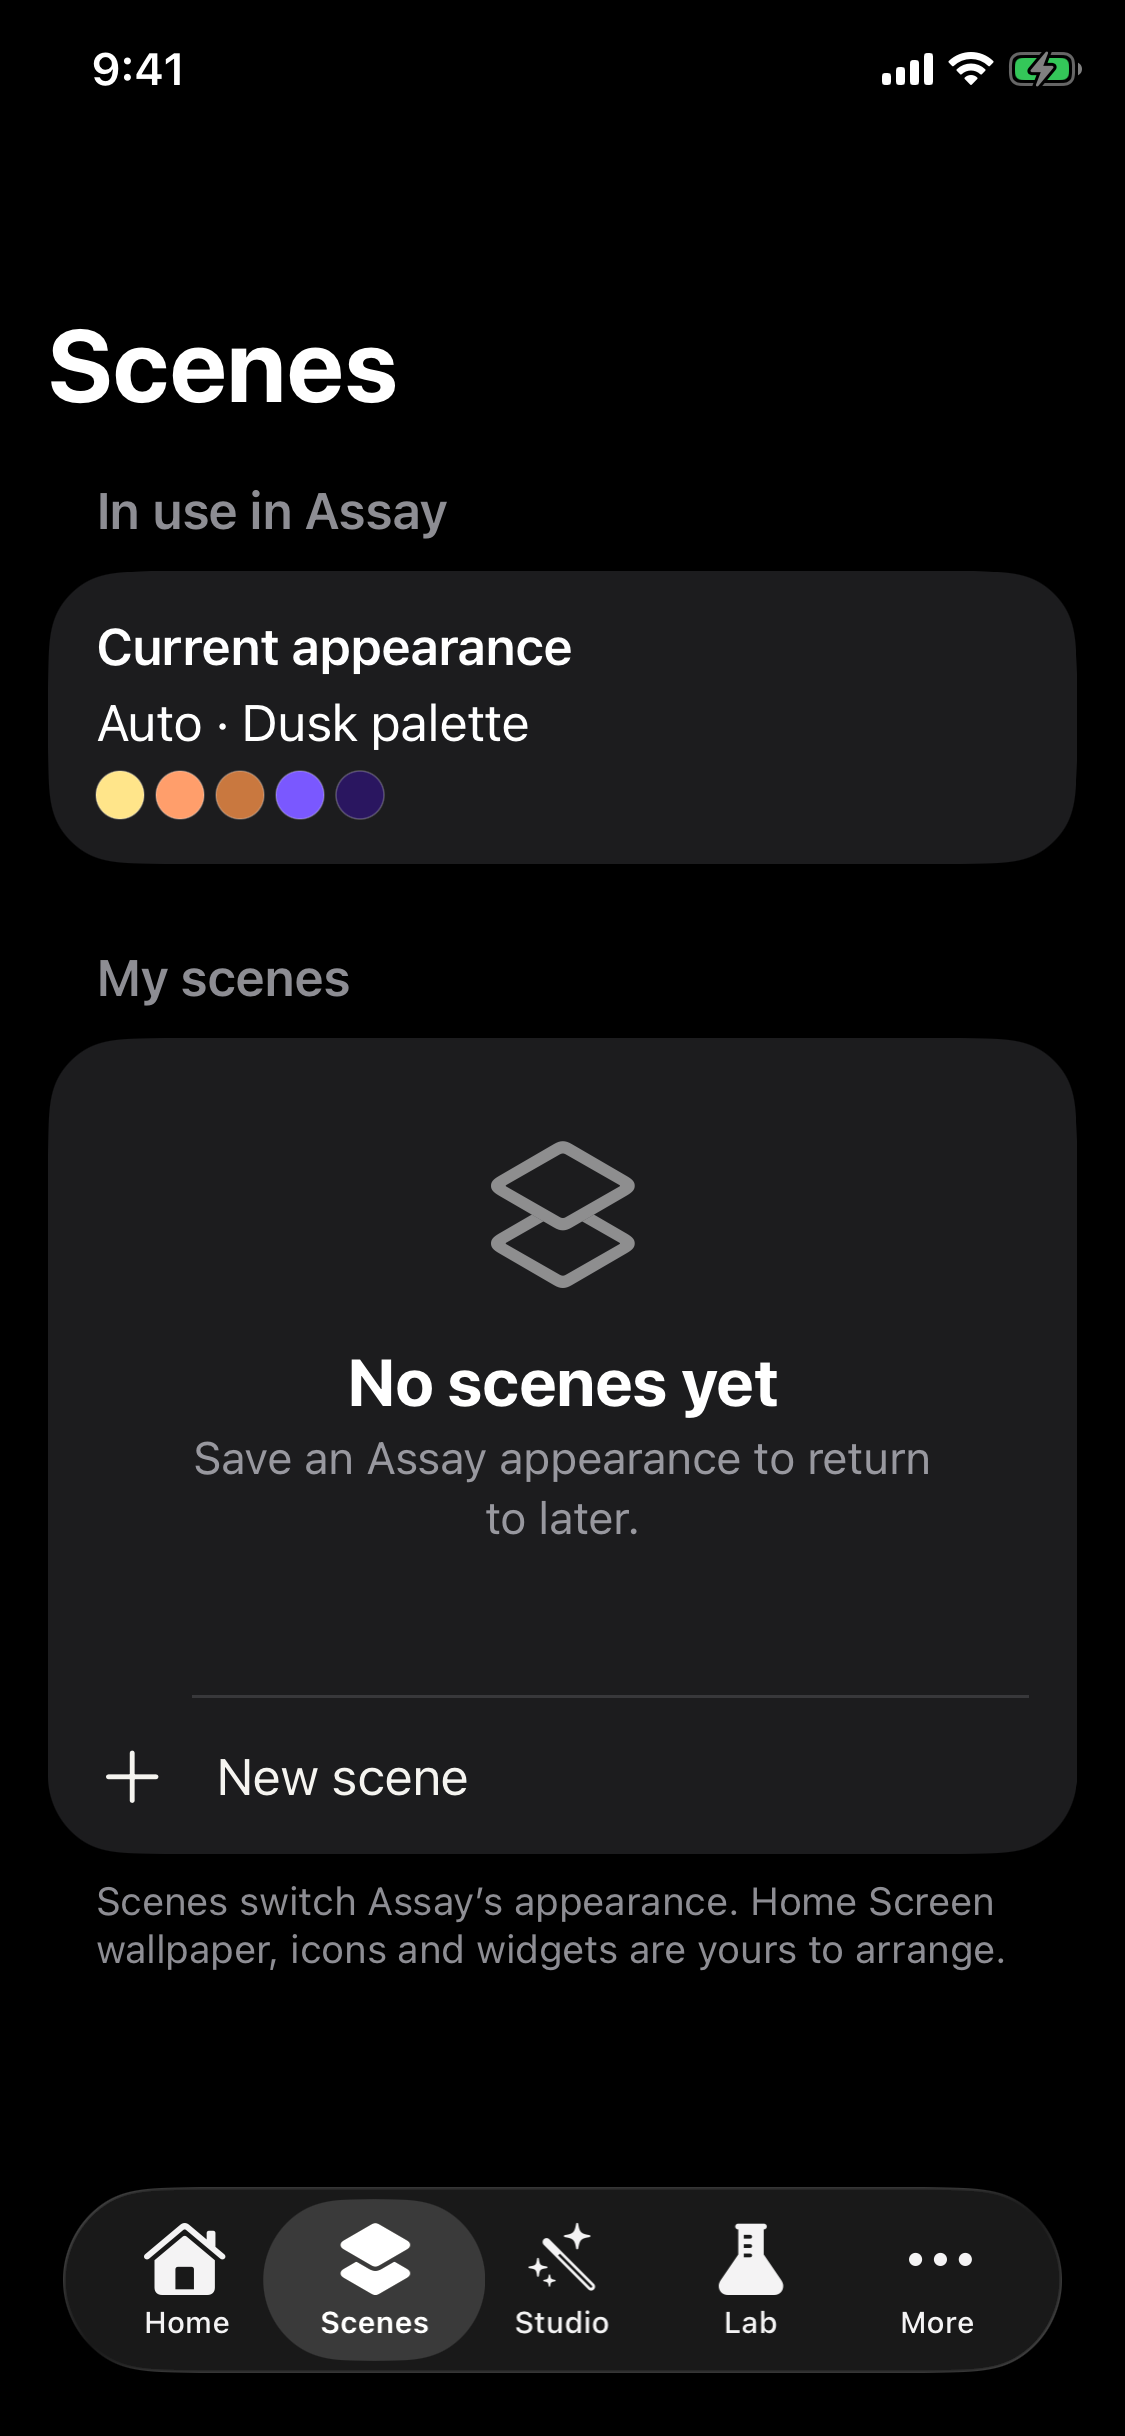 9:41
Scenes
In use in Assay
Current appearance
Auto · Dusk palette
My scenes
No scenes yet
Save an Assay appearance to return
to later.
New scene
Scenes switch Assay’s appearance. Home Screen
wallpaper, icons and widgets are yours to arrange.
Home
Scenes
Studio
Lab
More